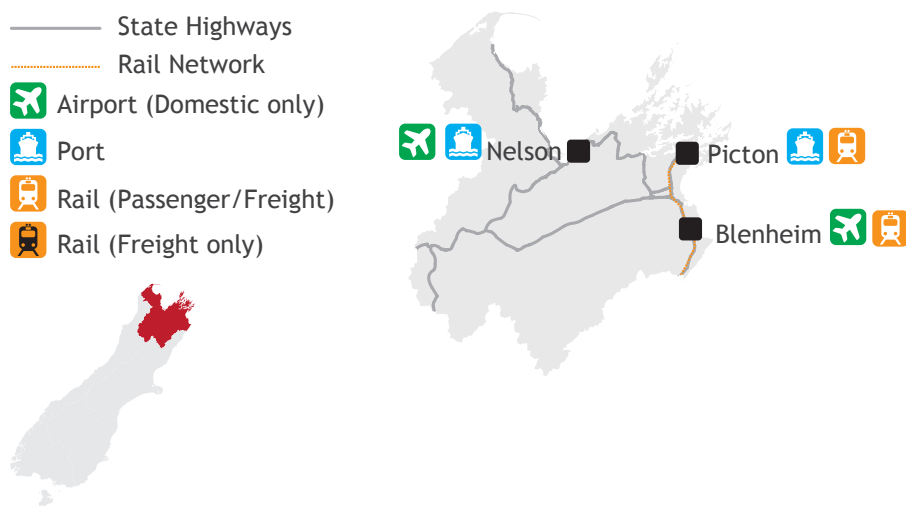 State Highways
Rail Network
Airport (Domestic only)
Port
Rail (Passenger/Freight)
Rail (Freight only)
Nelson
Picton
Blenheim